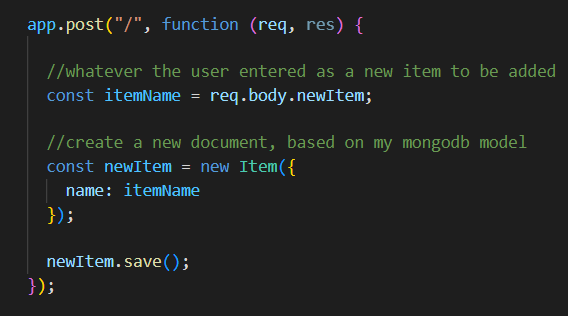 app.post("/", function (req, res) {
//whatever the user entered as a new item to be added
const itemName = req.body.newItem;
//create a new document, based on my mongodb model
const newItem = new Item({
name: itemName
});
newItem.save();
});